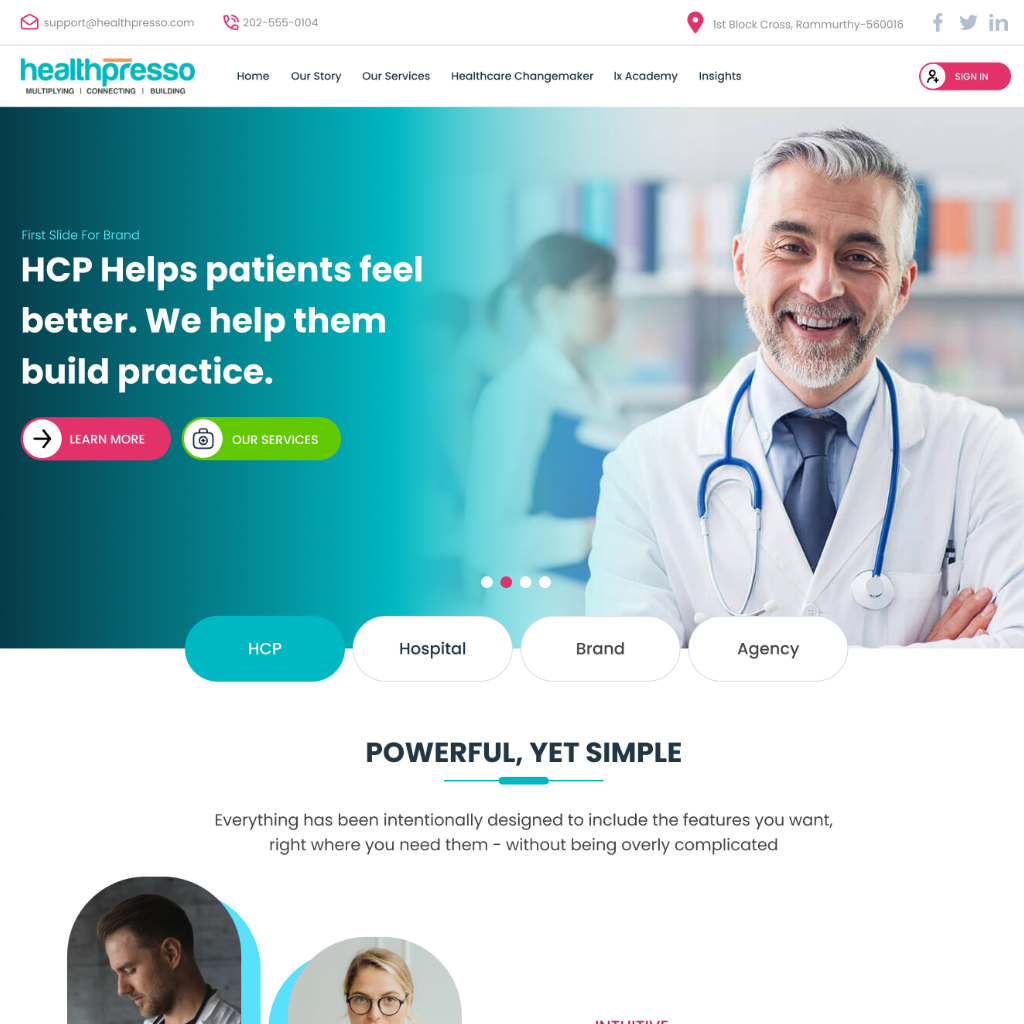 support@healthpresso.com
202-555-0104
1st Block Cross, Rammurthy-560016
healthpresso
MULTIPLYING | CONNECTING | BUILDING
Home
Our Story
Our Services
Healthcare Changemaker
Ix Academy
Insights
SIGN IN
First Slide For Brand
HCP Helps patients feel
better. We help them
build practice.
LEARN MORE
OUR SERVICES
HCP
Hospital
Brand
Agency
POWERFUL, YET SIMPLE
Everything has been intentionally designed to include the features you want,
right where you need them - without being overly complicated
INTUITIVE